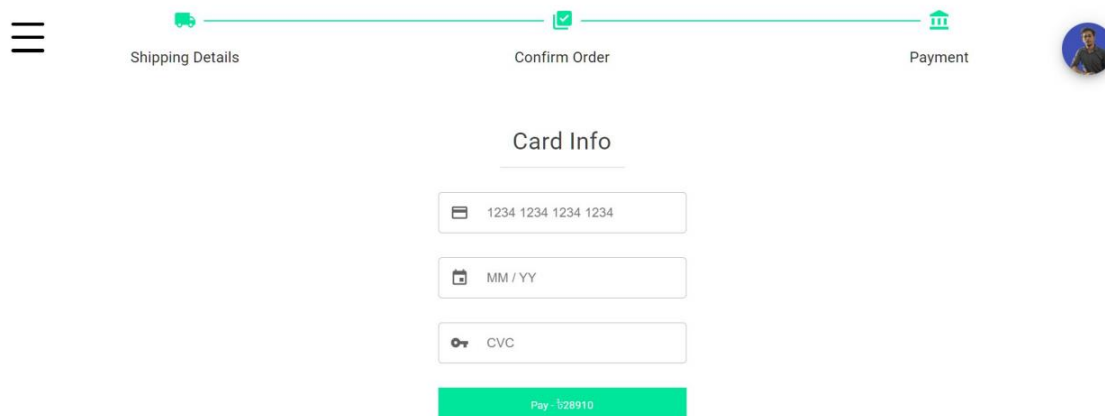 Shipping Details
Confirm Order
Payment
Card Info
1234 1234 1234 1234
MM / YY
CVC
Pay - ৳28910